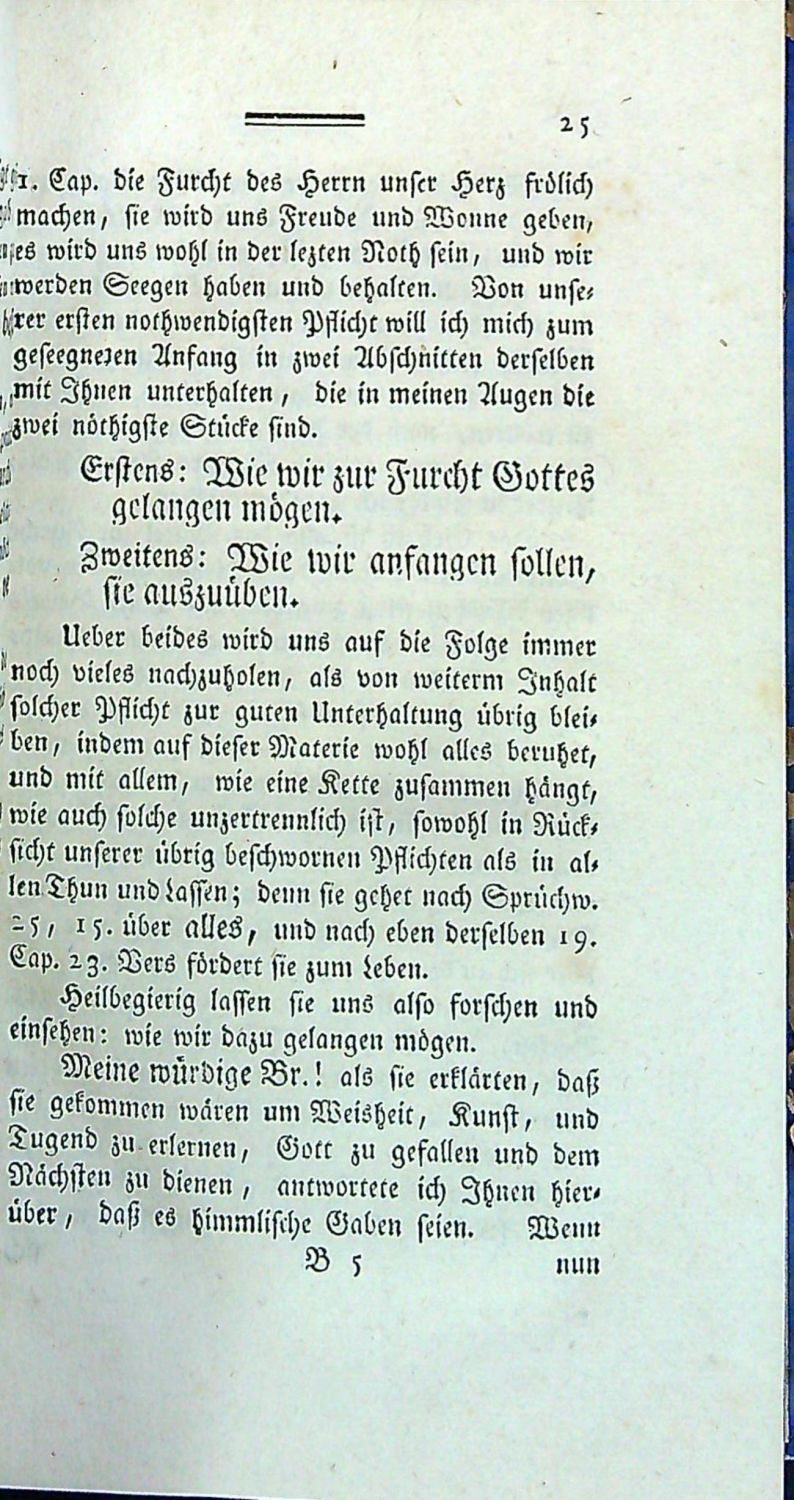 25
1. Cap. die Furcht des Herrn unser Herz frölich
machen, sie wird uns Freude und Wonne geben,
es wird uns wohl in der lezten Noth sein, und wir
werden Seegen haben und behalten. Von unse-
rer ersten nothwendigsten Pflicht will ich mich zum
geseegneten Anfang in zwei Abschnitten derselben
mit Ihnen unterhalten, die in meinen Augen die
zwei nöthigste Stücke sind.
Erstens: Wie wir zur Furcht Gottes
gelangen mögen.
Zweitens: Wie wir anfangen sollen,
sie auszuüben.
Ueber beides wird uns auf die Folge immer
noch vieles nachzuholen, als von weiterm Inhalt
solcher Pflicht zur guten Unterhaltung übrig blei-
ben, indem auf dieser Materie wohl alles beruhet,
und mit allem, wie eine Kette zusammen hängt,
wie auch solche unzertrennlich ist, sowohl in Rück-
sicht unserer übrig beschwornen Pflichten als in al-
len Thun und Lassen; denn sie gehet nach Sprüchw.
25, 15. über alles, und nach eben derselben 19.
Cap. 23. Vers fördert sie zum Leben.
Heilbegierig lassen sie uns also forschen und
einsehen: wie wir dazu gelangen mögen.
Meine würdige Br.! als sie erklärten, daß
sie gekommen wären um Weisheit, Kunst, und
Tugend zu erlernen, Gott zu gefallen und dem
Nächsten zu dienen, antwortete ich Ihnen hier-
über, daß es himmlische Gaben seien. Wenn
B 5 nun